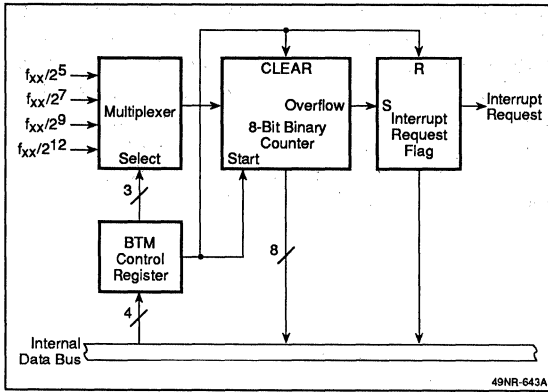 CLEAR
R
fxx/2^5
fxx/2^7
fxx/2^9
fxx/2^12
Multiplexer
Select
Overflow
8-Bit Binary
Counter
Start
S
Interrupt
Request
Flag
Interrupt
Request
3
BTM
Control
Register
8
4
Internal
Data Bus
49NR-643A